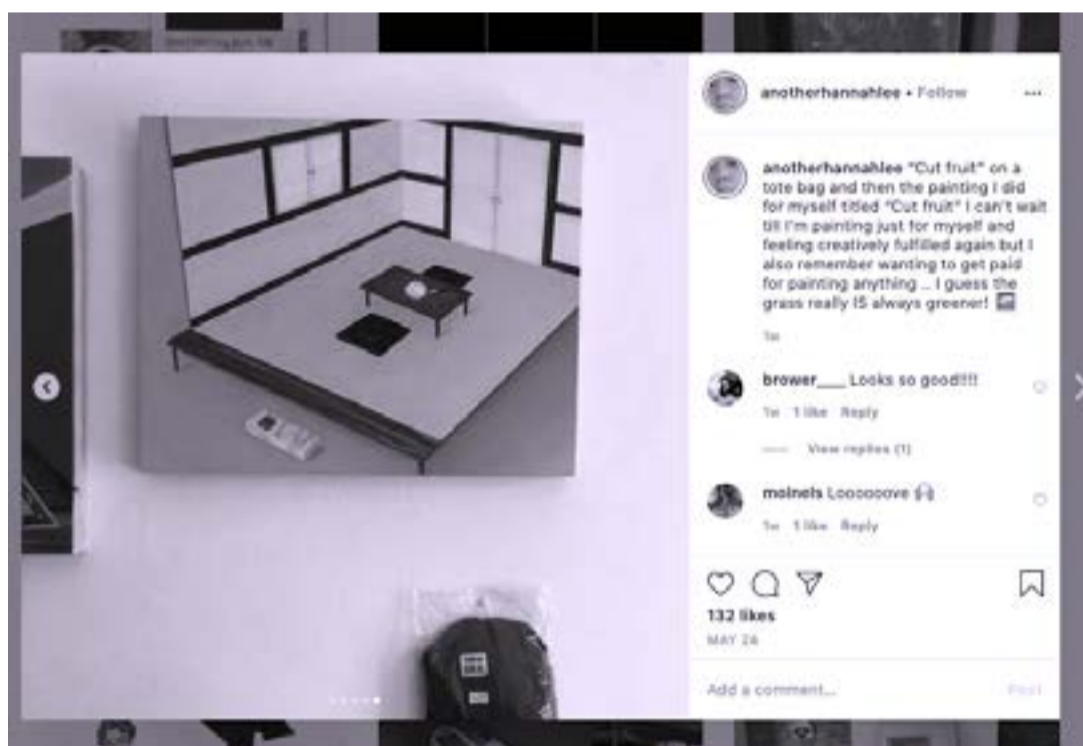 anotherhannahlee • Follow
anotherhannahlee "Cut fruit" on a
tote bag and then the painting I did
for myself titled "Cut fruit" I can't wait
till I'm painting just for myself and
feeling creatively fulfilled again but I
also remember wanting to get paid
for painting anything .. I guess the
grass really IS always greener!
1w
brower___ Looks so good!!!!
1w 1 like Reply
View replies (1)
molnels Loooooove
1w 1 like Reply
132 likes
MAY 24
Add a comment...
Post